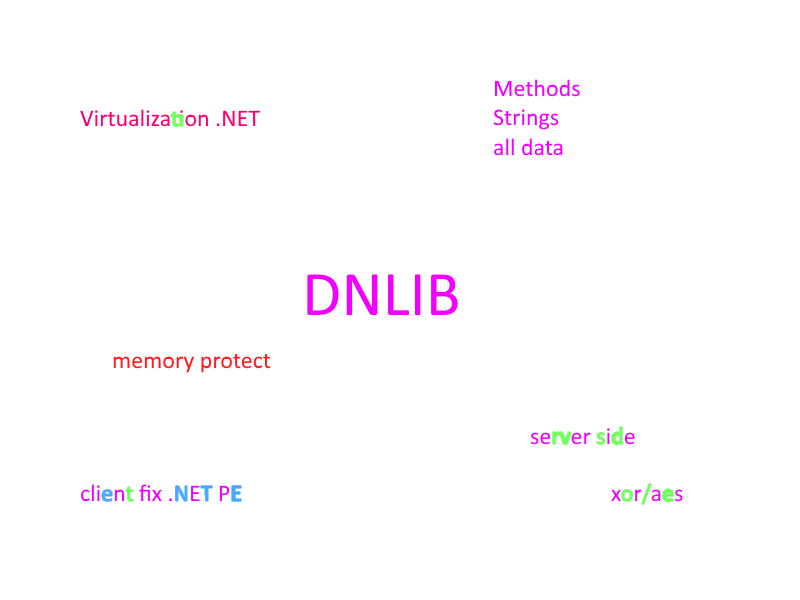 Methods
Virtualization .NET
Strings
all data
DNLIB
memory protect
server side
client fix .NET PE
xor/aes